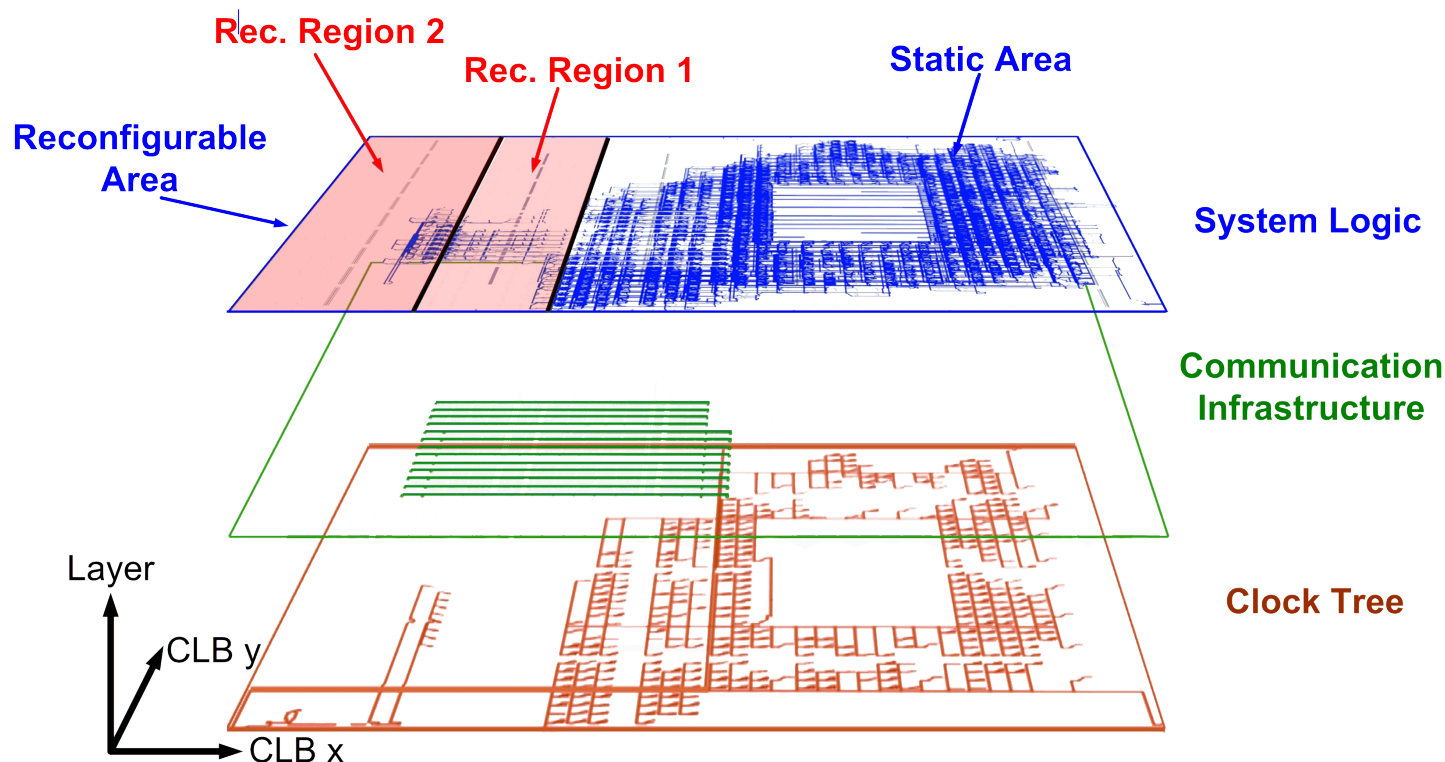 Rec. Region 2
Rec. Region 1
Static Area
Reconfigurable
Area
System Logic
Communication
Infrastructure
Layer
Clock Tree
CLB y
CLB x